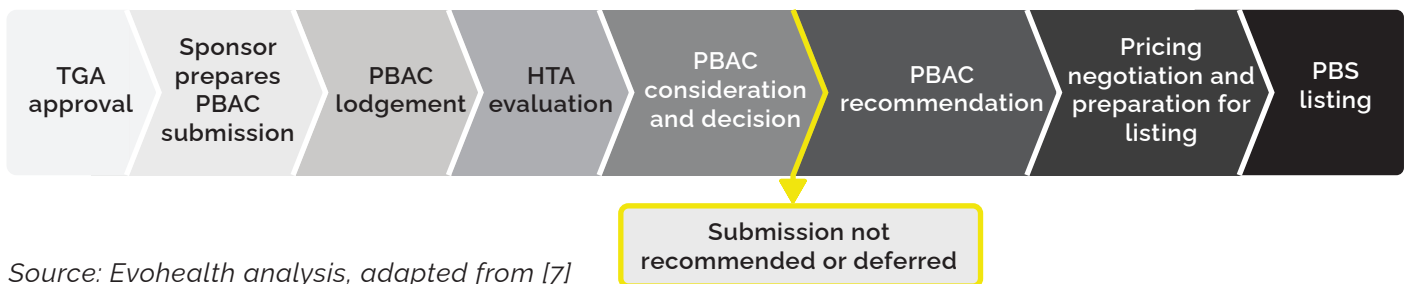 TGA
approval
Sponsor
prepares
PBAC
submission
PBAC
lodgement
HTA
evaluation
PBAC
consideration
and decision
PBAC
recommendation
Pricing
negotiation and
preparation for
listing
PBS
listing
Submission not
recommended or deferred
Source: Evohealth analysis, adapted from [7]